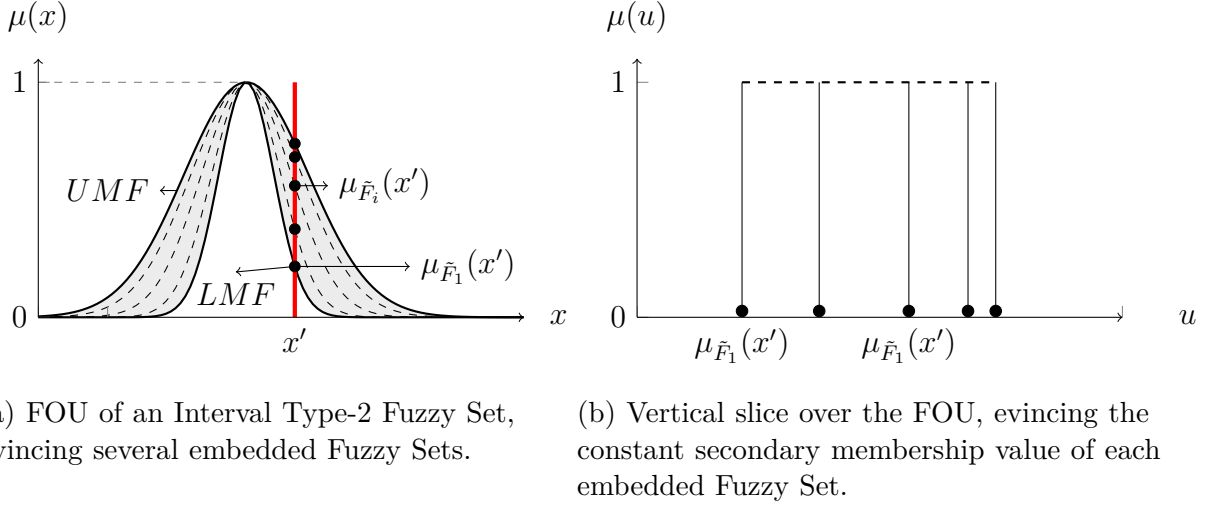 μ(x)
1
0
UMF
LMF
μ_{F̃_i}(x′)
μ_{F̃_1}(x′)
x
x′
) FOU of an Interval Type-2 Fuzzy Set,
vincing several embedded Fuzzy Sets.
μ(u)
1
0
u
μ_{F̃_1}(x′) μ_{F̃_1}(x′)
(b) Vertical slice over the FOU, evincing the
constant secondary membership value of each
embedded Fuzzy Set.